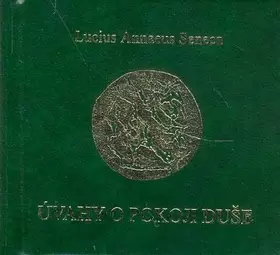 Lucius Annaeus Seneca
ÚVAHY O POKOJI DUŠE